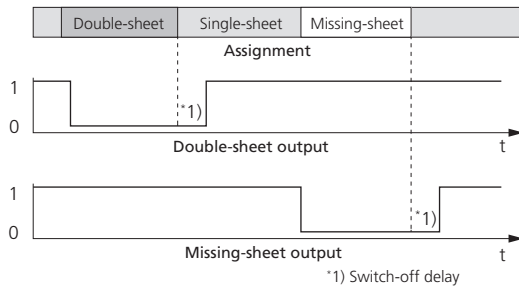 Double-sheet Single-sheet Missing-sheet
Assignment
1
*1)
0
Double-sheet output t
1
*1)
0
Missing-sheet output t
*1) Switch-off delay